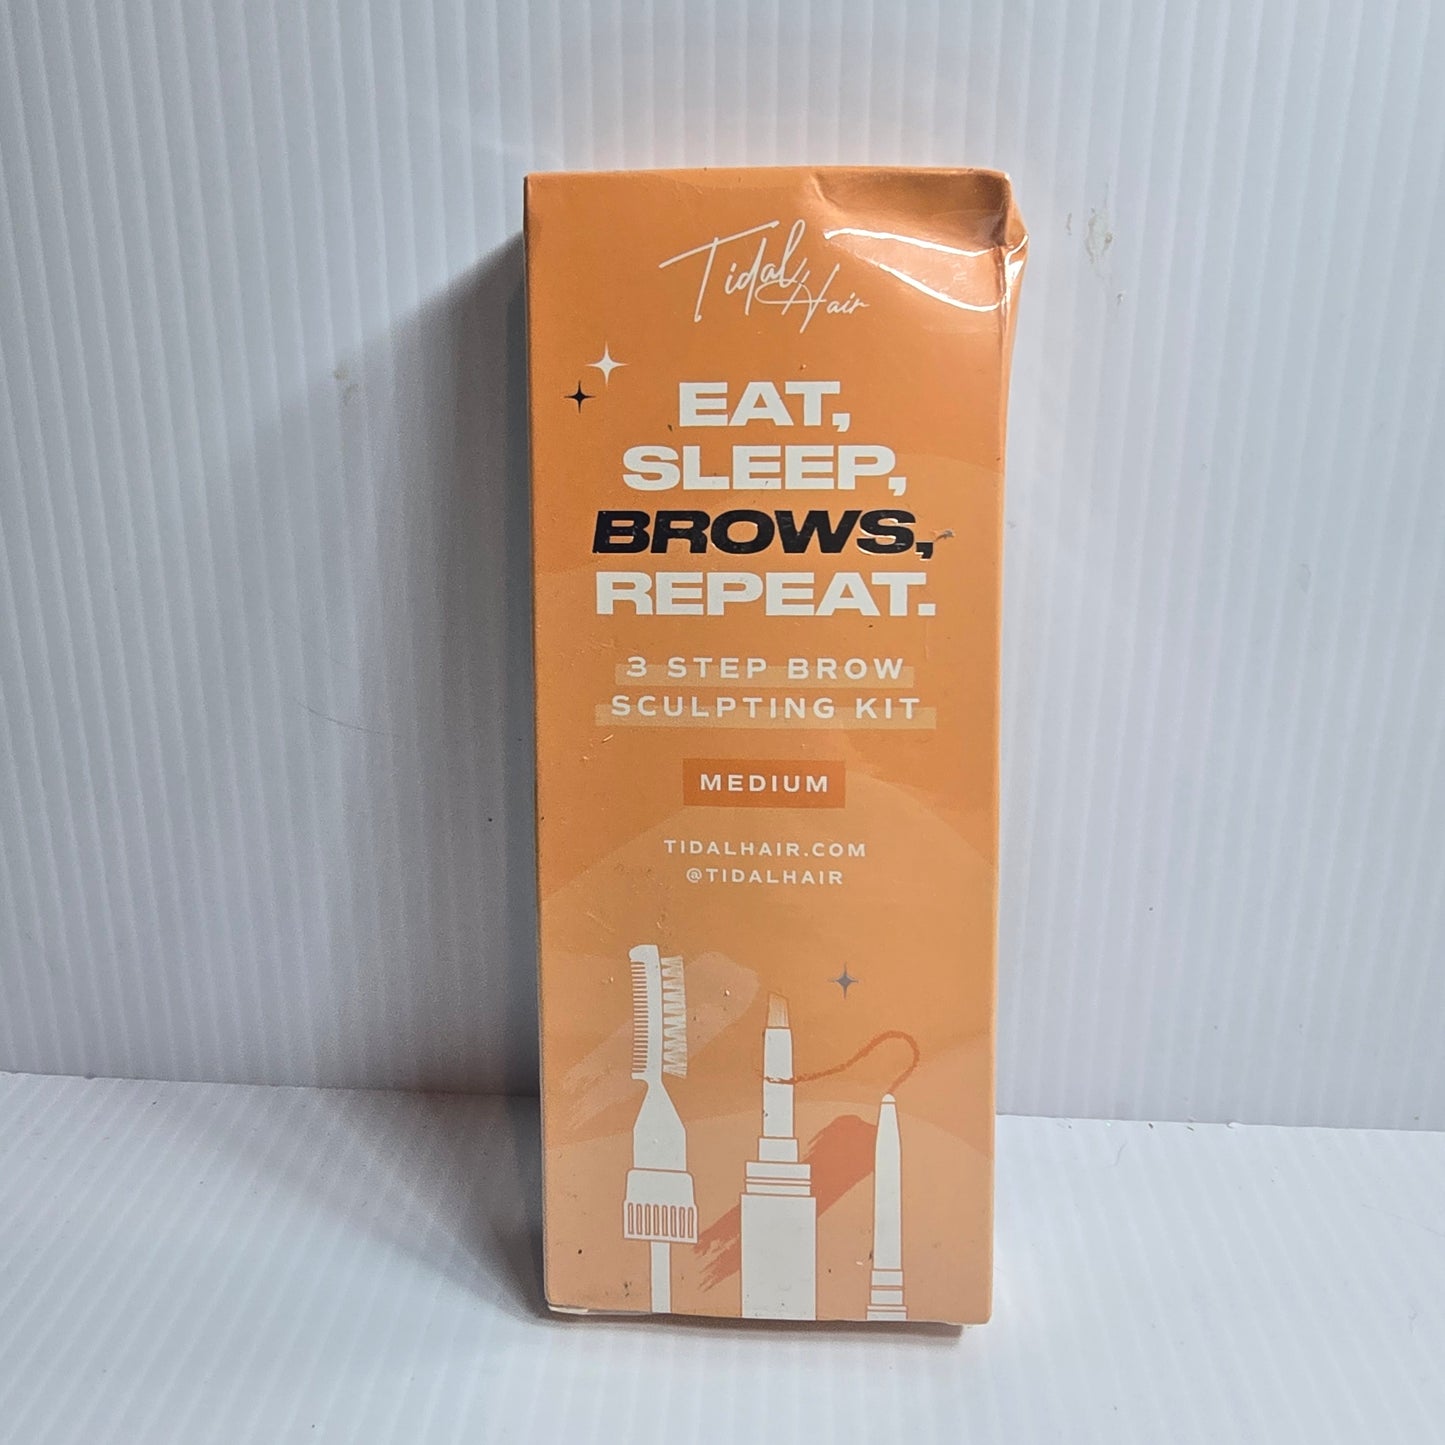 Tidal
Hair
EAT,
SLEEP,
BROWS,
REPEAT.
3 STEP BROW
SCULPTING KIT
MEDIUM
TIDALHAIR.COM
@TIDALHAIR